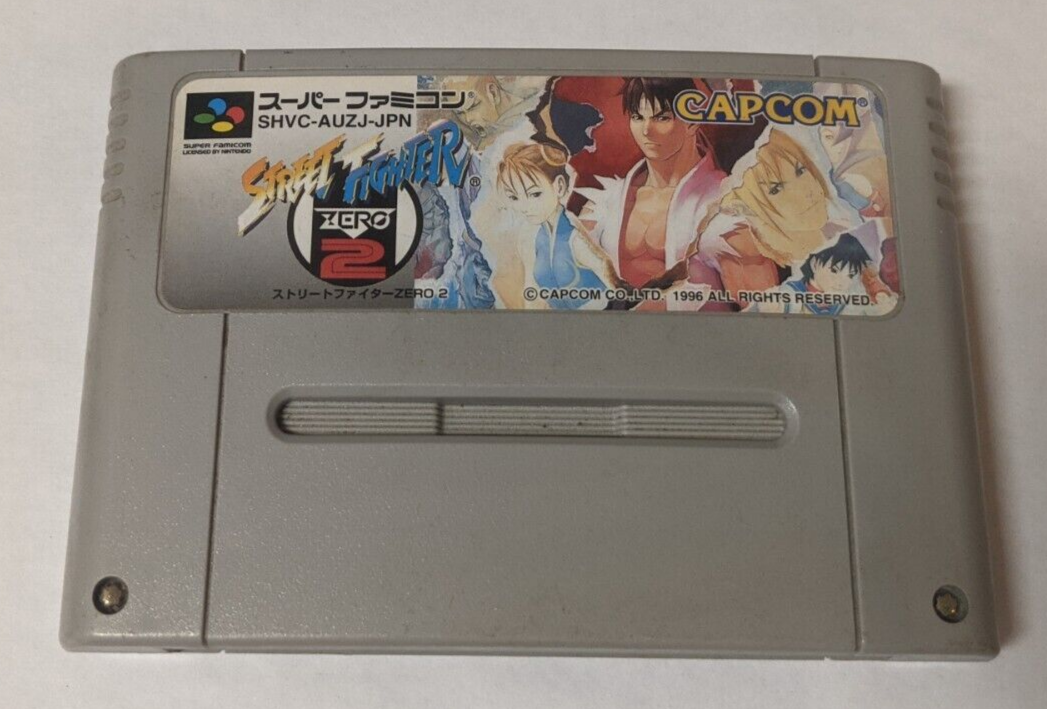 スーパーファミコン®
SHVC-AUZJ-JPN
SUPER FAMICOM
LICENSED BY NINTENDO
STREET FIGHTER®
ZERO
2
ストリートファイターZERO 2
CAPCOM®
©CAPCOM CO.,LTD. 1996 ALL RIGHTS RESERVED.